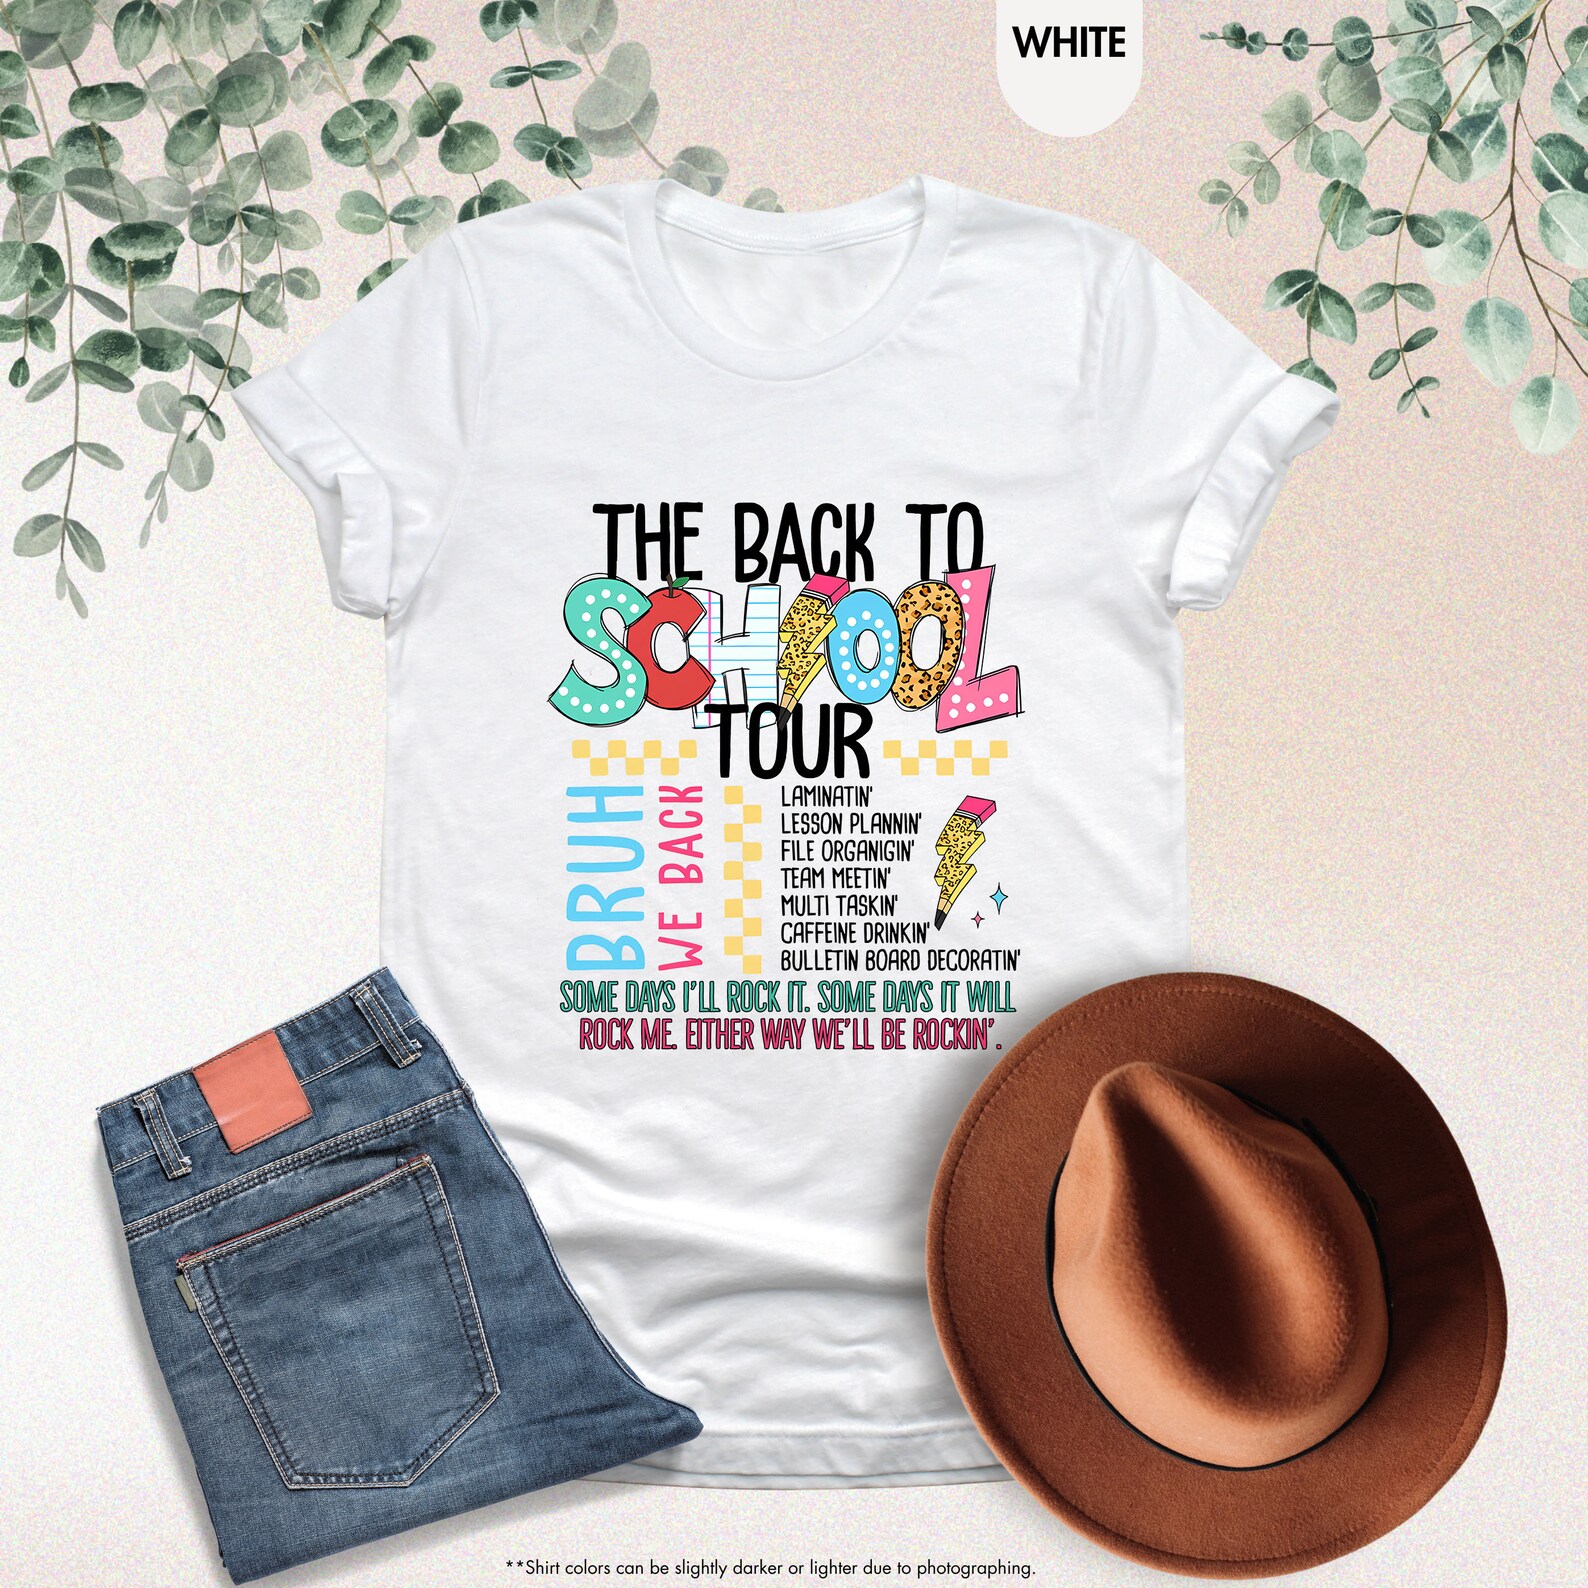 WHITE
THE BACK TO
SCHOOL
TOUR
BRUH
WE BACK
LAMINATIN'
LESSON PLANNIN'
FILE ORGANIGIN'
TEAM MEETIN'
MULTI TASKIN'
CAFFEINE DRINKIN'
BULLETIN BOARD DECORATIN'
SOME DAYS I'LL ROCK IT. SOME DAYS IT WILL
ROCK ME. EITHER WAY WE'LL BE ROCKIN'.
**Shirt colors can be slightly darker or lighter due to photographing.